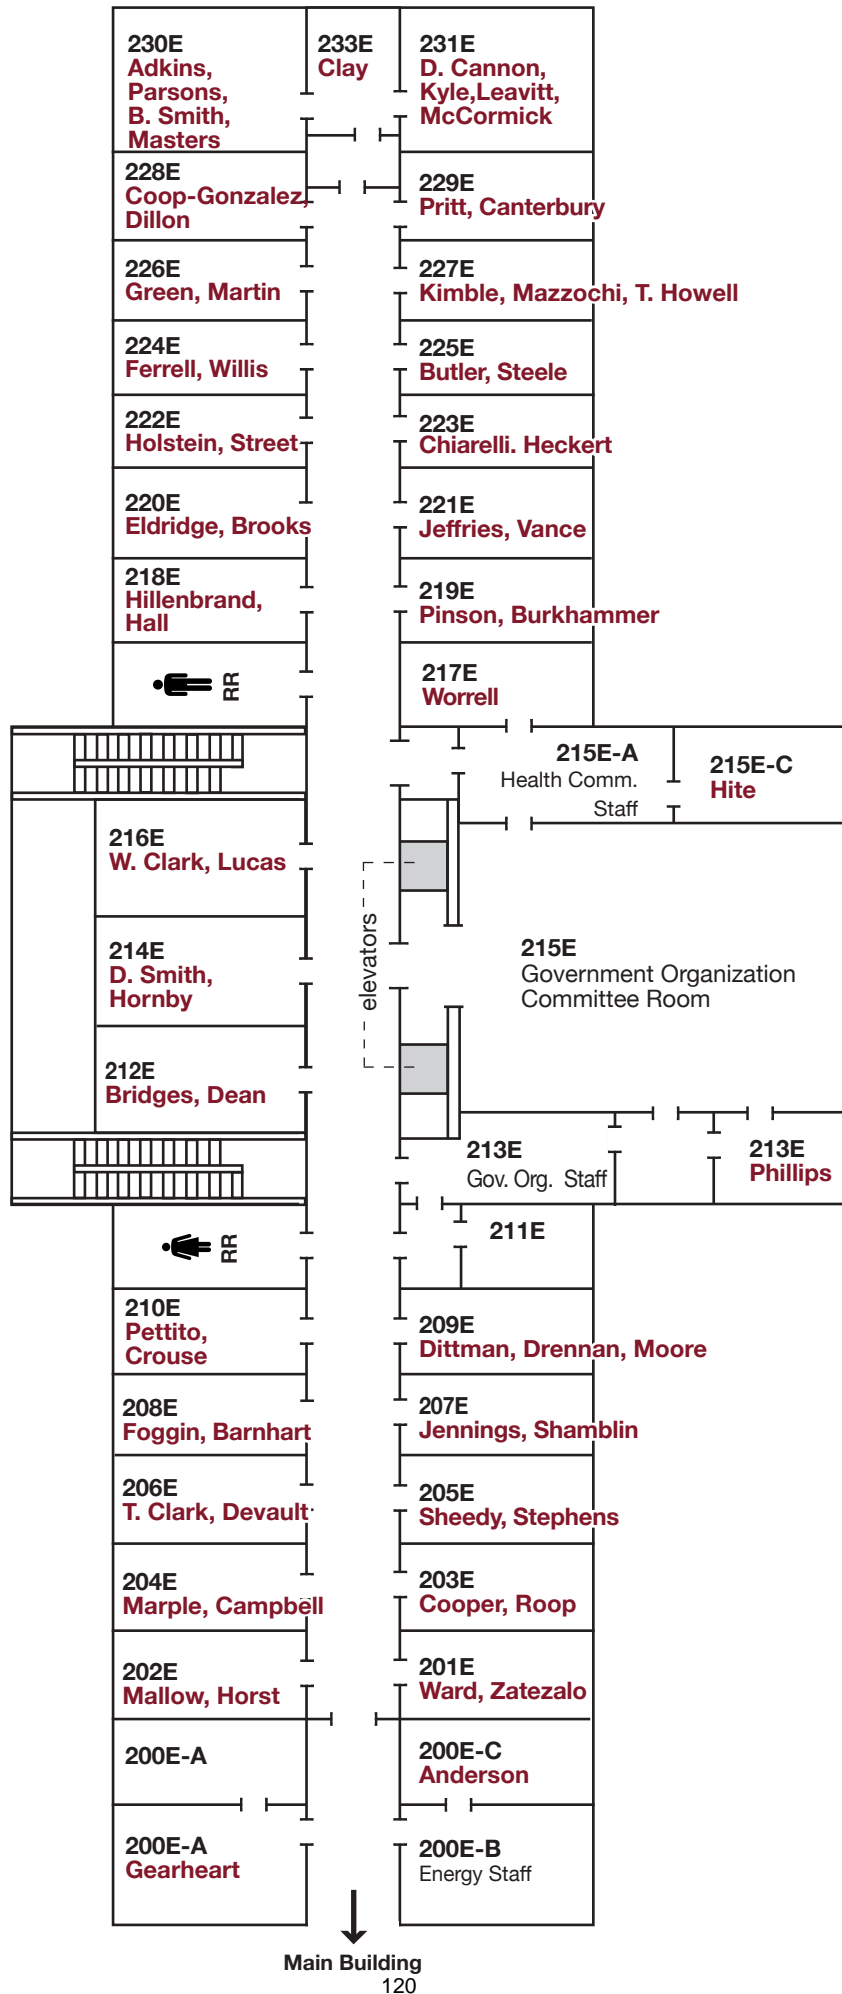 230E
Adkins,
Parsons,
B. Smith,
Masters
233E
Clay
231E
D. Cannon,
Kyle,Leavitt,
McCormick
228E
Coop-Gonzalez,
Dillon
229E
Pritt, Canterbury
226E
Green, Martin
227E
Kimble, Mazzochi, T. Howell
224E
Ferrell, Willis
225E
Butler, Steele
222E
Holstein, Street
223E
Chiarelli. Heckert
220E
Eldridge, Brooks
221E
Jeffries, Vance
218E
Hillenbrand,
Hall
219E
Pinson, Burkhammer
RR
217E
Worrell
215E-A
Health Comm.
Staff
215E-C
Hite
216E
W. Clark, Lucas
elevators
214E
D. Smith,
Hornby
215E
Government Organization
Committee Room
212E
Bridges, Dean
213E
Gov. Org. Staff
213E
Phillips
RR
211E
210E
Pettito,
Crouse
209E
Dittman, Drennan, Moore
208E
Foggin, Barnhart
207E
Jennings, Shamblin
206E
T. Clark, Devault
205E
Sheedy, Stephens
204E
Marple, Campbell
203E
Cooper, Roop
202E
Mallow, Horst
201E
Ward, Zatezalo
200E-A
200E-C
Anderson
200E-A
Gearheart
200E-B
Energy Staff
Main Building
120